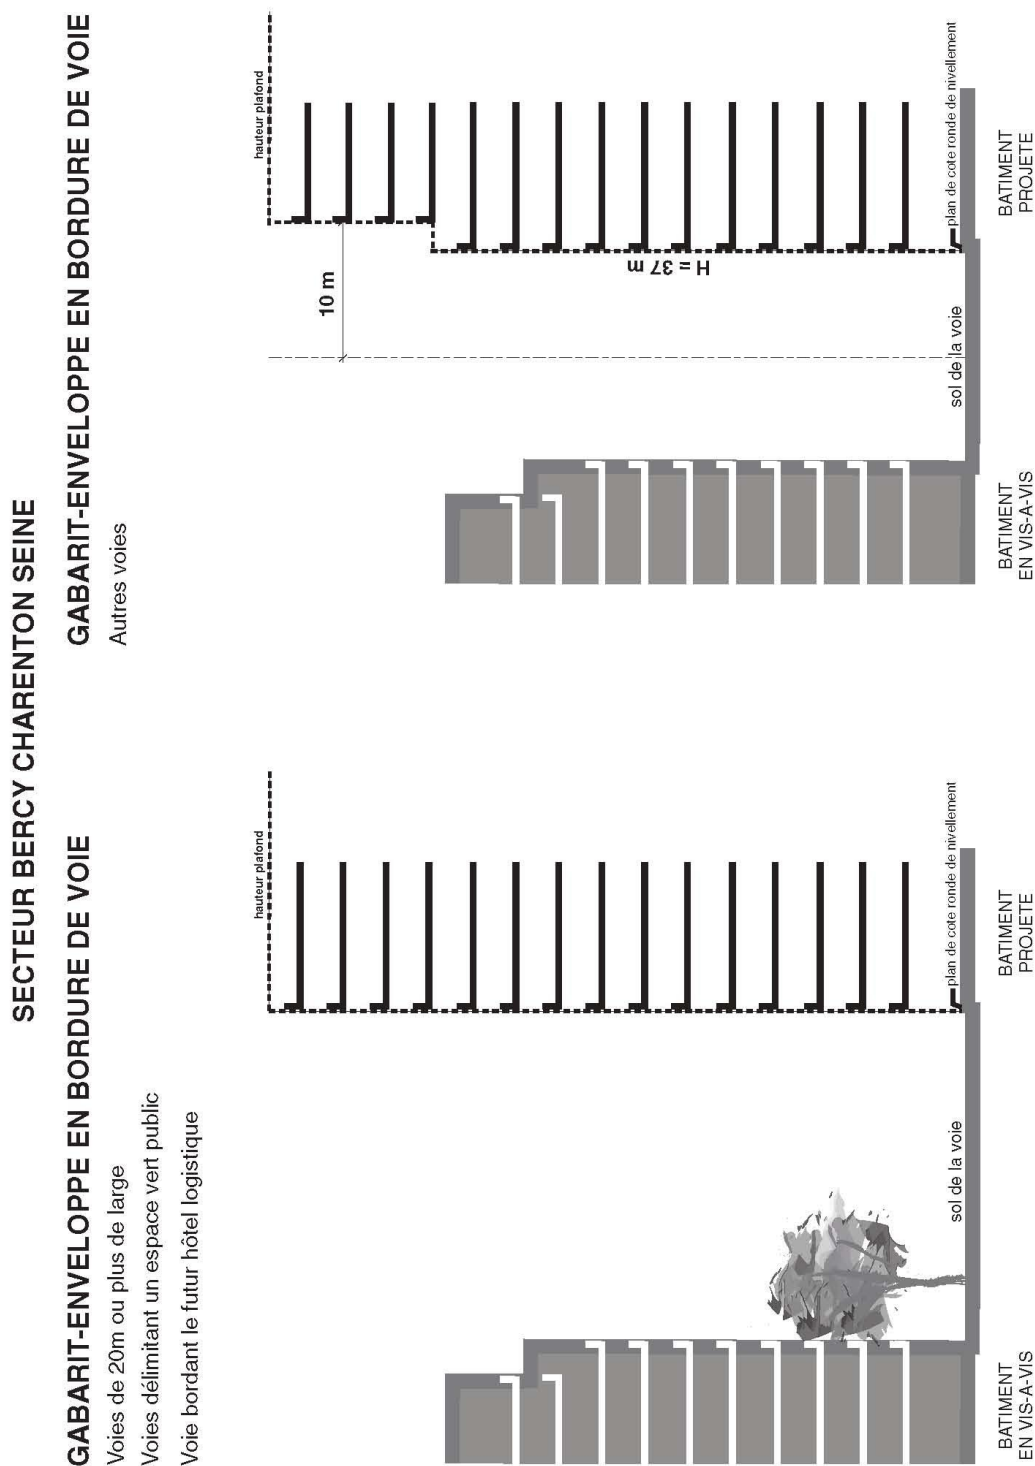 SECTEUR BERCY CHARENTON SEINE
GABARIT-ENVELOPPE EN BORDURE DE VOIE
Voies de 20m ou plus de large
Voies délimitant un espace vert public
Voie bordant le futur hôtel logistique
hauteur plafond
plan de cote ronde de nivellement
sol de la voie
BATIMENT
EN VIS-A-VIS
BATIMENT
PROJETE
GABARIT-ENVELOPPE EN BORDURE DE VOIE
Autres voies
hauteur plafond
10 m
H = 37 m
plan de cote ronde de nivellement
sol de la voie
BATIMENT
EN VIS-A-VIS
BATIMENT
PROJETE